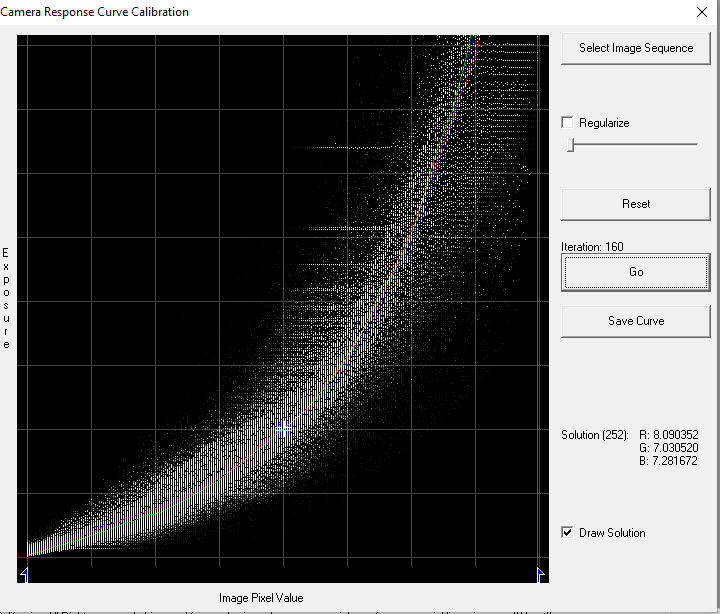 Camera Response Curve Calibration
Select Image Sequence
Regularize
Reset
Iteration: 160
Go
Save Curve
Exposure
Solution (252): R: 8.090352
G: 7.030520
B: 7.281672
Draw Solution
Image Pixel Value